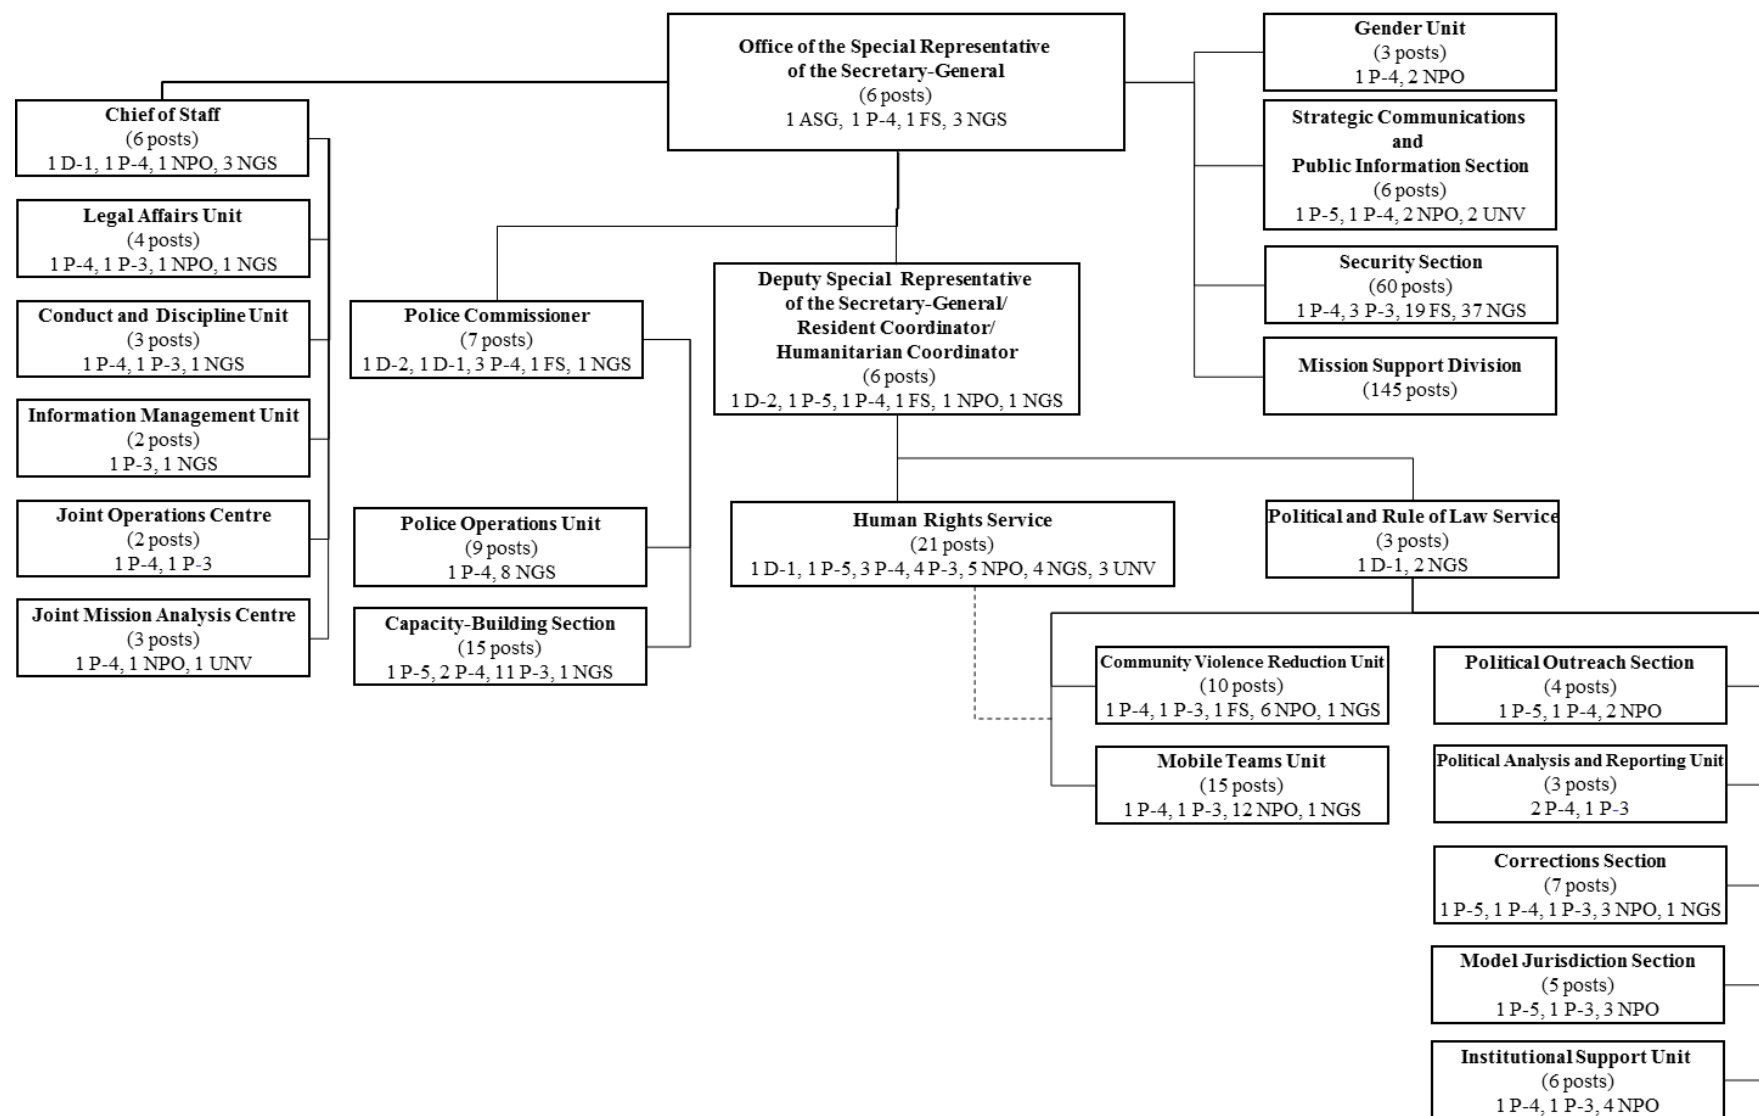 Office of the Special Representative
of the Secretary-General
(6 posts)
1 ASG, 1 P-4, 1 FS, 3 NGS
Chief of Staff
(6 posts)
1 D-1, 1 P-4, 1 NPO, 3 NGS
Legal Affairs Unit
(4 posts)
1 P-4, 1 P-3, 1 NPO, 1 NGS
Conduct and Discipline Unit
(3 posts)
1 P-4, 1 P-3, 1 NGS
Information Management Unit
(2 posts)
1 P-3, 1 NGS
Joint Operations Centre
(2 posts)
1 P-4, 1 P-3
Joint Mission Analysis Centre
(3 posts)
1 P-4, 1 NPO, 1 UNV
Police Commissioner
(7 posts)
1 D-2, 1 D-1, 3 P-4, 1 FS, 1 NGS
Police Operations Unit
(9 posts)
1 P-4, 8 NGS
Capacity-Building Section
(15 posts)
1 P-5, 2 P-4, 11 P-3, 1 NGS
Deputy Special Representative
of the Secretary-General/
Resident Coordinator/
Humanitarian Coordinator
(6 posts)
1 D-2, 1 P-5, 1 P-4, 1 FS, 1 NPO, 1 NGS
Gender Unit
(3 posts)
1 P-4, 2 NPO
Strategic Communications
and
Public Information Section
(6 posts)
1 P-5, 1 P-4, 2 NPO, 2 UNV
Security Section
(60 posts)
1 P-4, 3 P-3, 19 FS, 37 NGS
Mission Support Division
(145 posts)
Human Rights Service
(21 posts)
1 D-1, 1 P-5, 3 P-4, 4 P-3, 5 NPO, 4 NGS, 3 UNV
Political and Rule of Law Service
(3 posts)
1 D-1, 2 NGS
Community Violence Reduction Unit
(10 posts)
1 P-4, 1 P-3, 1 FS, 6 NPO, 1 NGS
Mobile Teams Unit
(15 posts)
1 P-4, 1 P-3, 12 NPO, 1 NGS
Political Outreach Section
(4 posts)
1 P-5, 1 P-4, 2 NPO
Political Analysis and Reporting Unit
(3 posts)
2 P-4, 1 P-3
Corrections Section
(7 posts)
1 P-5, 1 P-4, 1 P-3, 3 NPO, 1 NGS
Model Jurisdiction Section
(5 posts)
1 P-5, 1 P-3, 3 NPO
Institutional Support Unit
(6 posts)
1 P-4, 1 P-3, 4 NPO